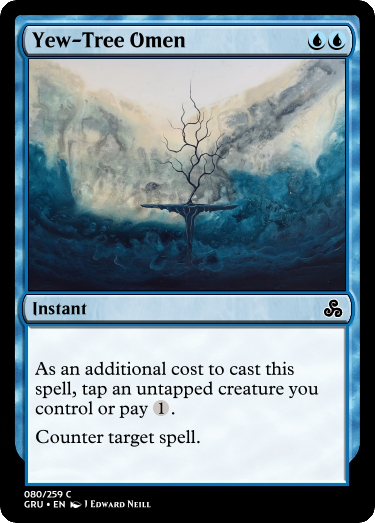 Yew-Tree Omen
Instant
As an additional cost to cast this
spell, tap an untapped creature you
control or pay 1.
Counter target spell.
080/259 C
GRU • EN J Edward Neill